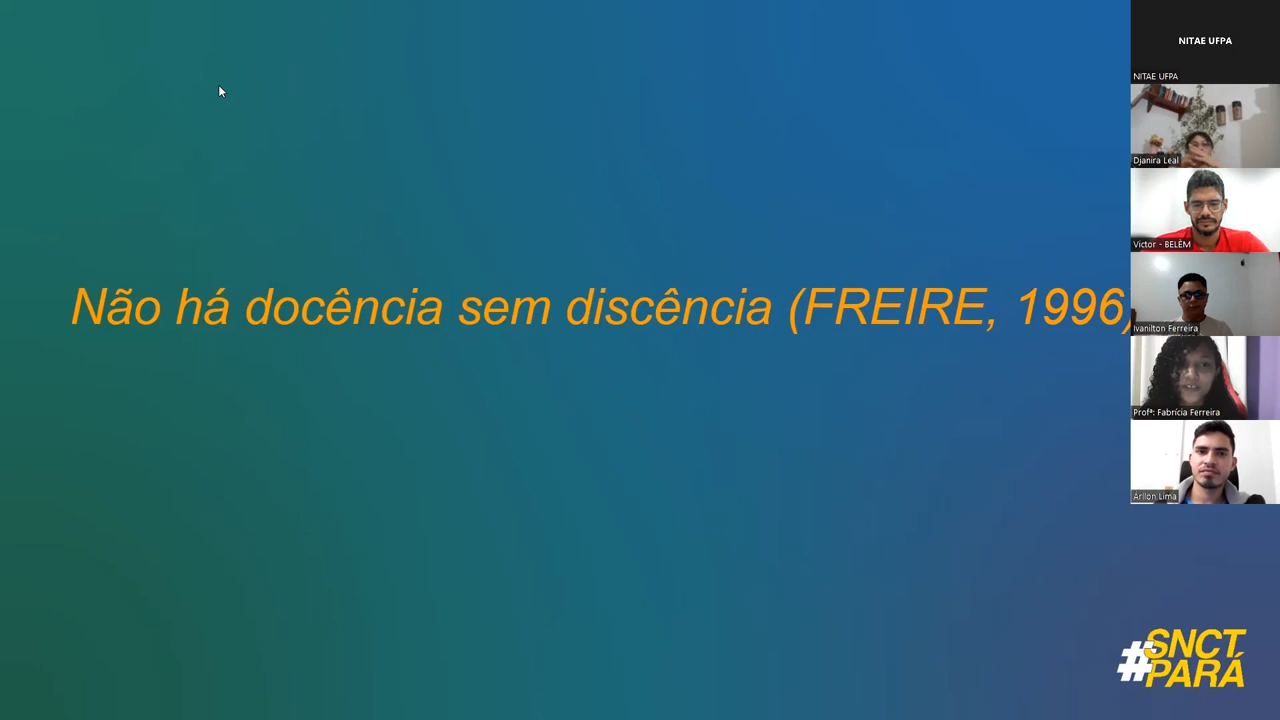 NITAE UFPA
NITAE UFPA
Djanira Leal
Victor - BELÉM
Não há docência sem discência (FREIRE, 1996)
Ivanilton Ferreira
Profª: Fabrícia Ferreira
Árllon Lima
#SNCT
PARÁ